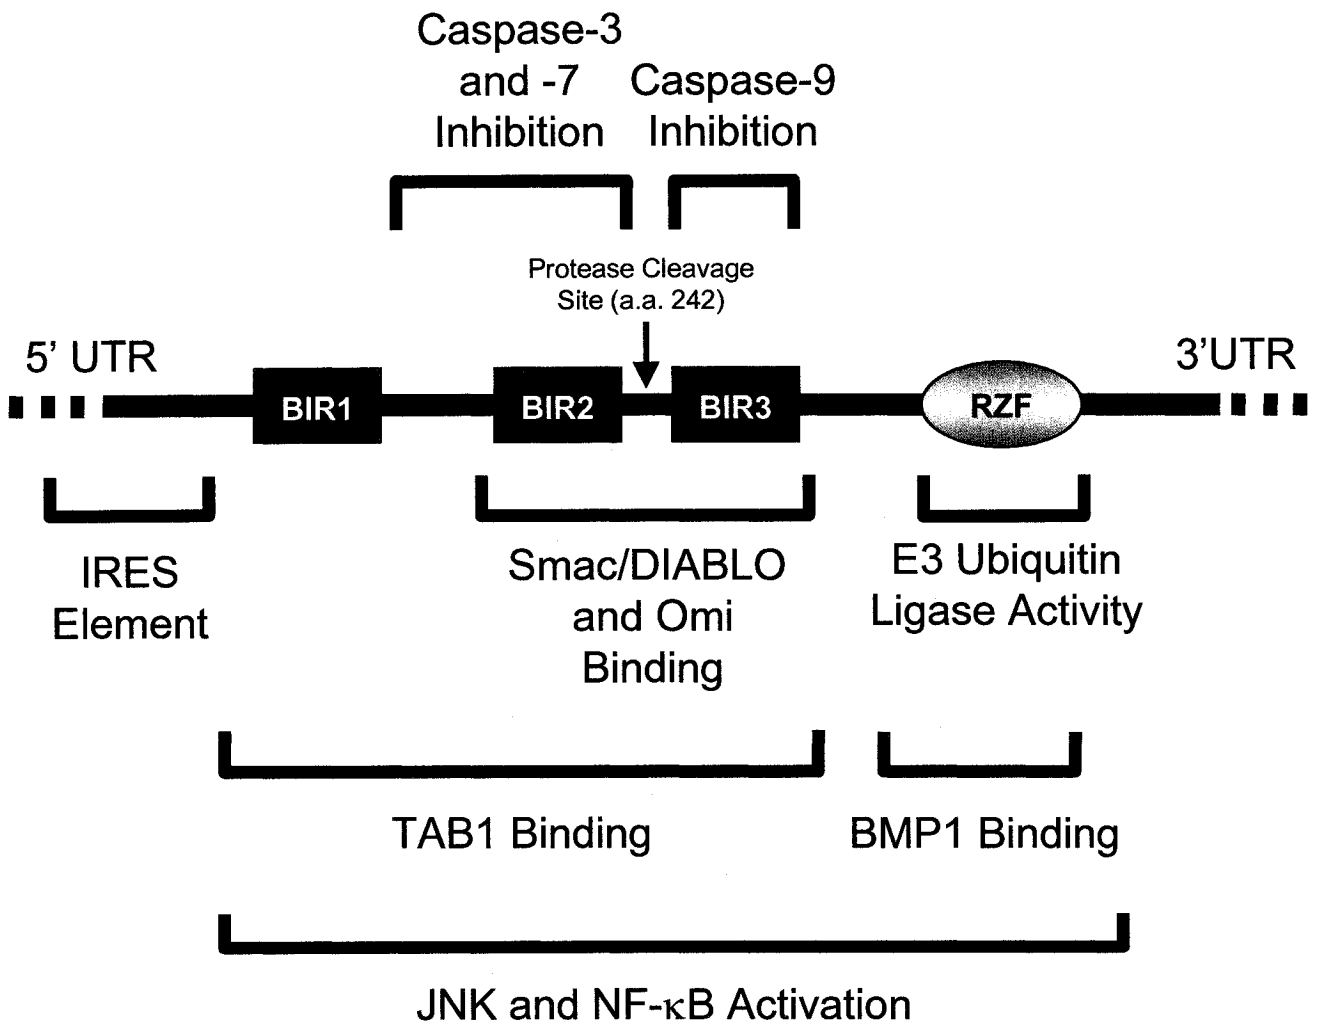 Caspase-3
and -7
Inhibition
Caspase-9
Inhibition
Protease Cleavage
Site (a.a. 242)
5' UTR
3'UTR
BIR1
BIR2
BIR3
RZF
IRES
Element
Smac/DIABLO
and Omi
Binding
E3 Ubiquitin
Ligase Activity
TAB1 Binding
BMP1 Binding
JNK and NF-κB Activation